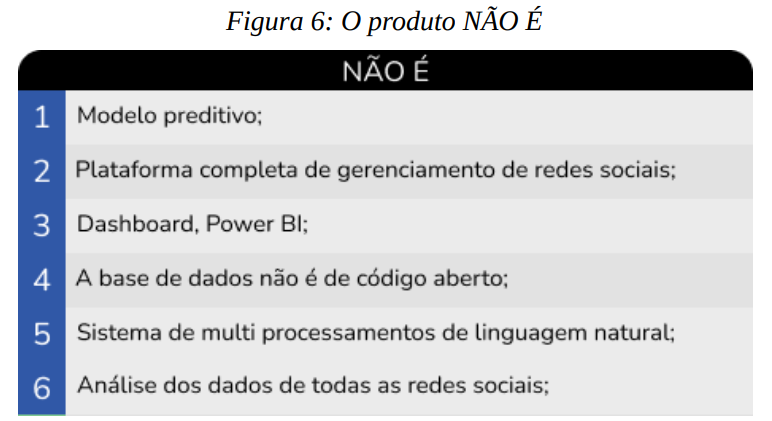 Figura 6: O produto NÃO É
NÃO É
1 Modelo preditivo;
2 Plataforma completa de gerenciamento de redes sociais;
3 Dashboard, Power BI;
4 A base de dados não é de código aberto;
5 Sistema de multi processamentos de linguagem natural;
6 Análise dos dados de todas as redes sociais;